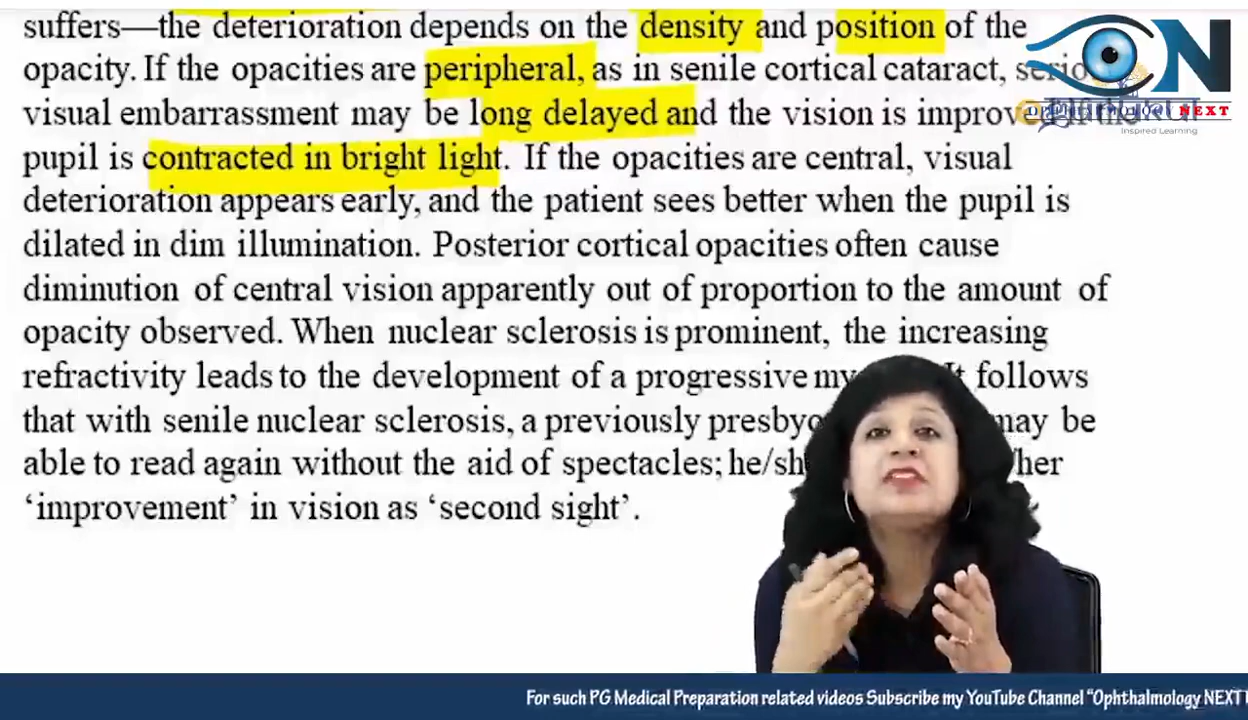 suffers—the deterioration depends on the density and position of the
opacity. If the opacities are peripheral, as in senile cortical cataract,
visual embarrassment may be long delayed and the vision is improved
pupil is contracted in bright light. If the opacities are central, visual
deterioration appears early, and the patient sees better when the pupil is
dilated in dim illumination. Posterior cortical opacities often cause
diminution of central vision apparently out of proportion to the amount of
opacity observed. When nuclear sclerosis is prominent, the increasing
refractivity leads to the development of a progressive It follows
that with senile nuclear sclerosis, a previously may be
able to read again without the aid of spectacles;
‘improvement’ in vision as ‘second sight’.
ON
NEXT
Inspired Learning
For such PG Medical Preparation related videos Subscribe my YouTube Channel "Ophthalmology NEXT